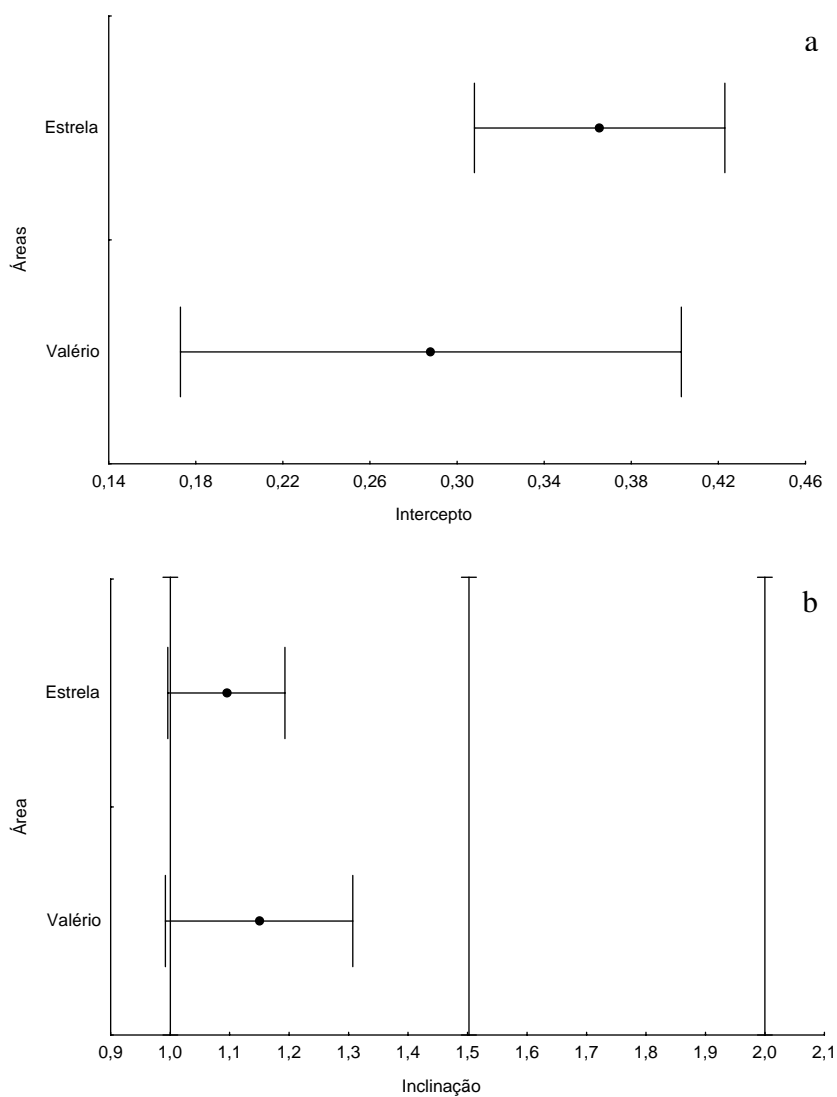 a
Estrela
Áreas
Valério
0,14 0,18 0,22 0,26 0,30 0,34 0,38 0,42 0,46
Intercepto
b
Estrela
Área
Valério
0,9 1,0 1,1 1,2 1,3 1,4 1,5 1,6 1,7 1,8 1,9 2,0 2,1
Inclinação